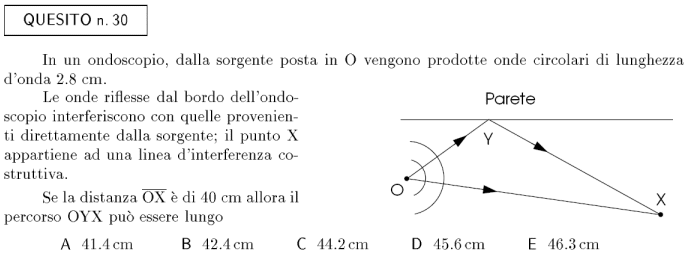 QUESITO n. 30
In un ondoscopio, dalla sorgente posta in O vengono prodotte onde circolari di lunghezza
d'onda 2.8 cm.
Le onde riflesse dal bordo dell'ondo-
scopio interferiscono con quelle provenien-
ti direttamente dalla sorgente; il punto X
appartiene ad una linea d'interferenza co-
struttiva.
Se la distanza OX è di 40 cm allora il
percorso OYX può essere lungo
Parete
Y
O
X
A 41.4 cm B 42.4 cm C 44.2 cm D 45.6 cm E 46.3 cm